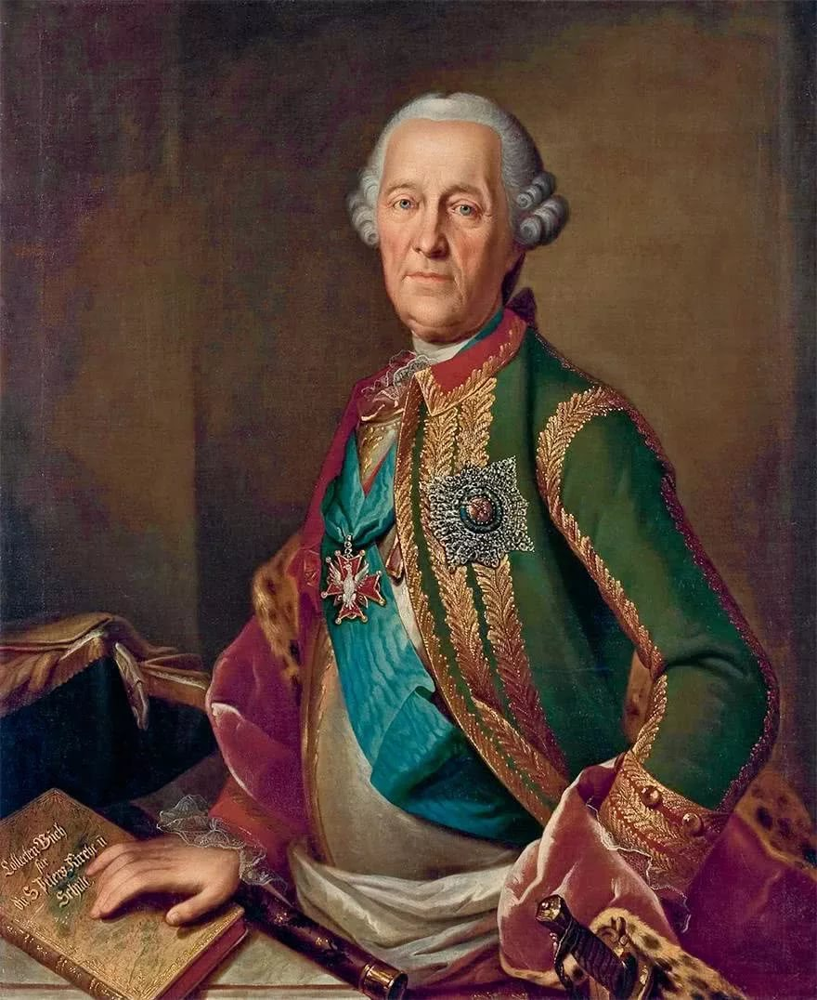 Collecten Buch
für
die S. Peters Kirche u
Schule